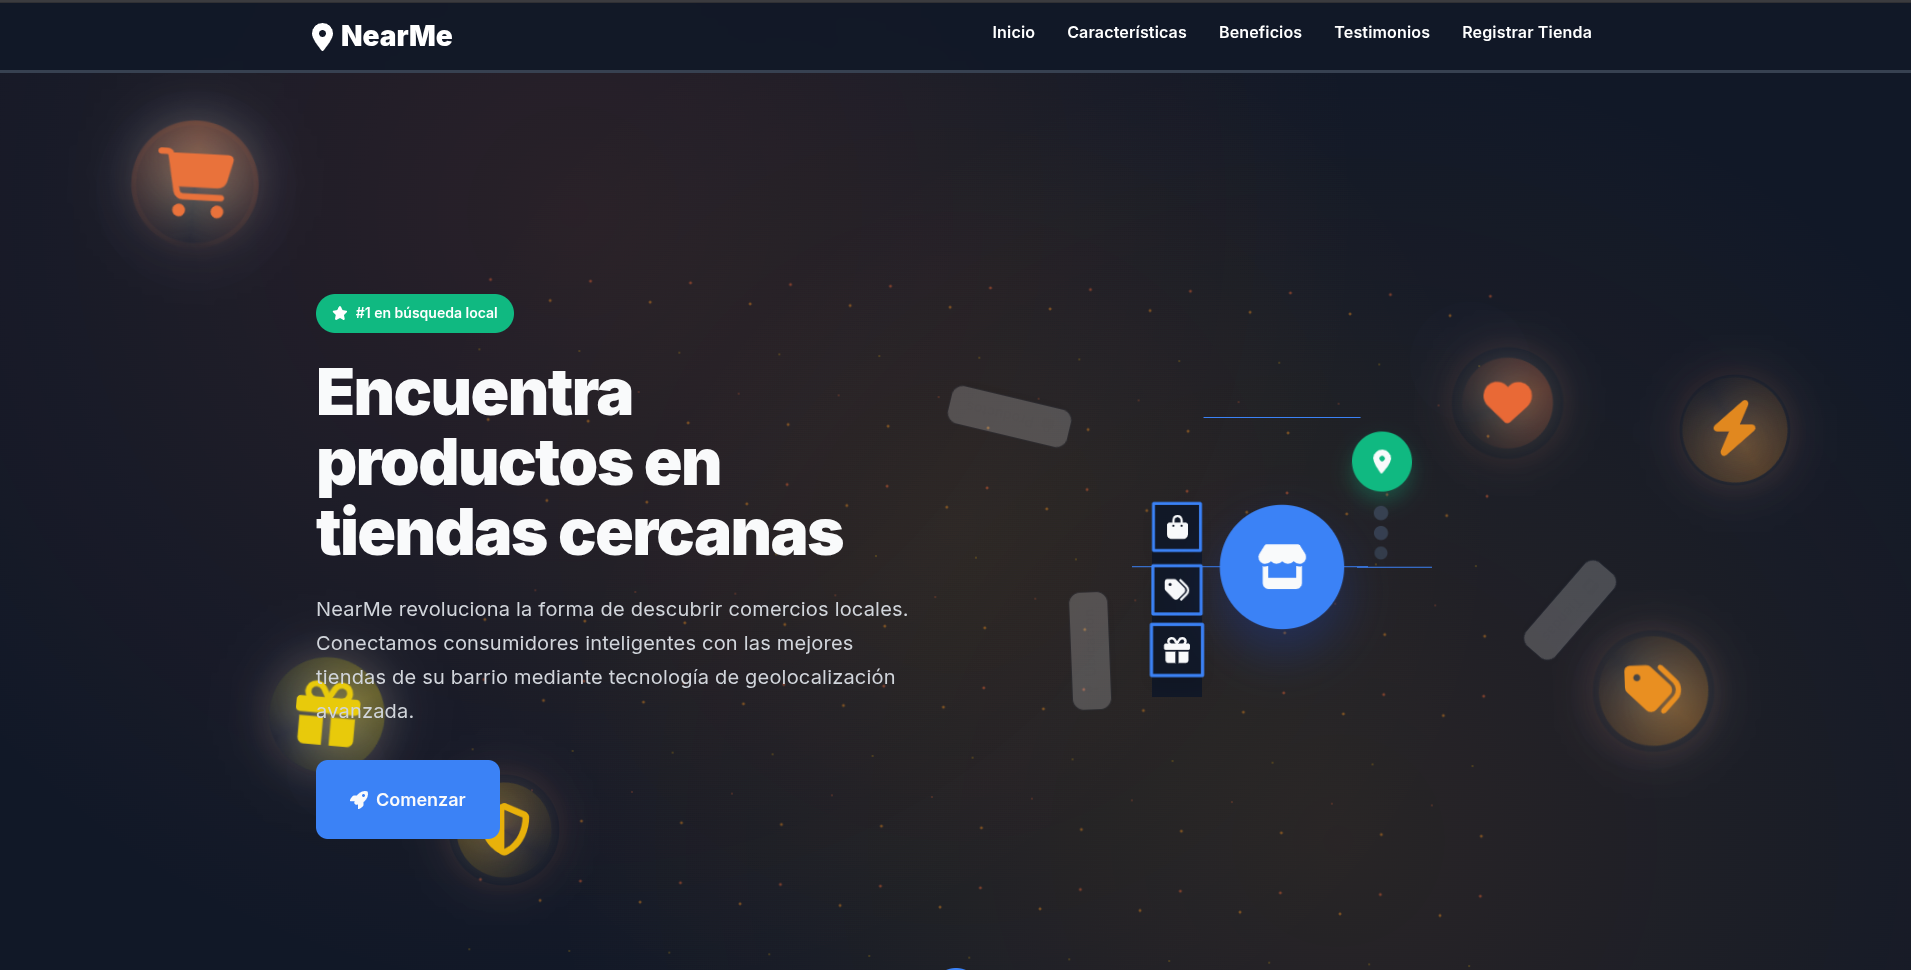 NearMe
Inicio
Características
Beneficios
Testimonios
Registrar Tienda
#1 en búsqueda local
Encuentra
productos en
tiendas cercanas
NearMe revoluciona la forma de descubrir comercios locales.
Conectamos consumidores inteligentes con las mejores
tiendas de su barrio mediante tecnología de geolocalización
avanzada.
Comenzar